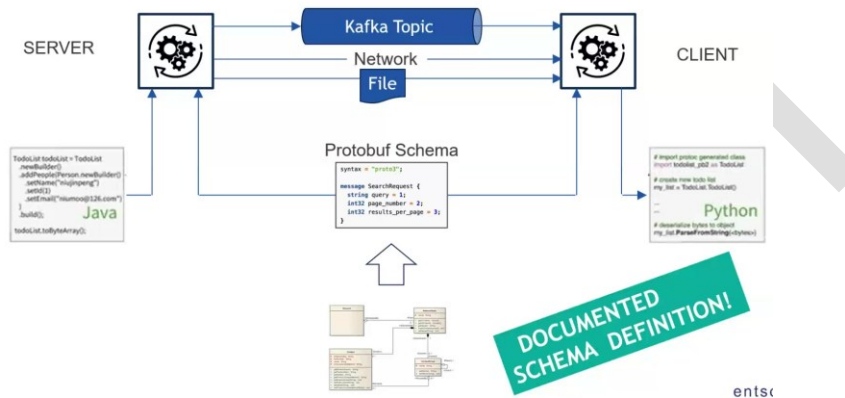 Kafka Topic
SERVER
CLIENT
Network
File
Protobuf Schema
TodoList todoList = TodoList
.newBuilder()
.addPeople(Person.newBuilder()
.setName("niujinpeng")
.setId(1)
.setEmail("niumoo@126.com")
)
.build();
Java
todoList.toByteArray();
syntax = "proto3";
message SearchRequest {
string query = 1;
int32 page_number = 2;
int32 results_per_page = 3;
}
# import protoc generated class
import todolist_pb2 as TodoList
# create new todo list
my_list = TodoList.TodoList()
...
...
Python
# deserialize bytes to object
my_list.ParseFromString(<bytes>)
DOCUMENTED
SCHEMA DEFINITION!